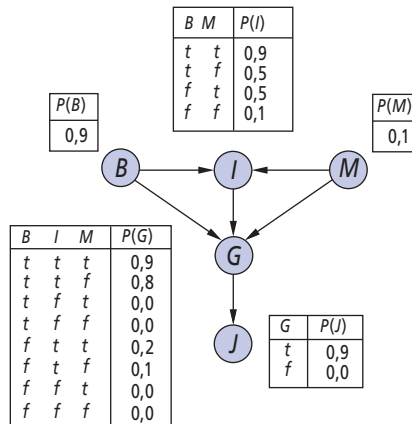 B M P(I)
t t 0,9
t f 0,5
f t 0,5
f f 0,1
P(B)
0,9
P(M)
0,1
B
I
M
B I M P(G)
t t t 0,9
t t f 0,8
t f t 0,0
t f f 0,0
f t t 0,2
f t f 0,1
f f t 0,0
f f f 0,0
G
J
G P(J)
t 0,9
f 0,0